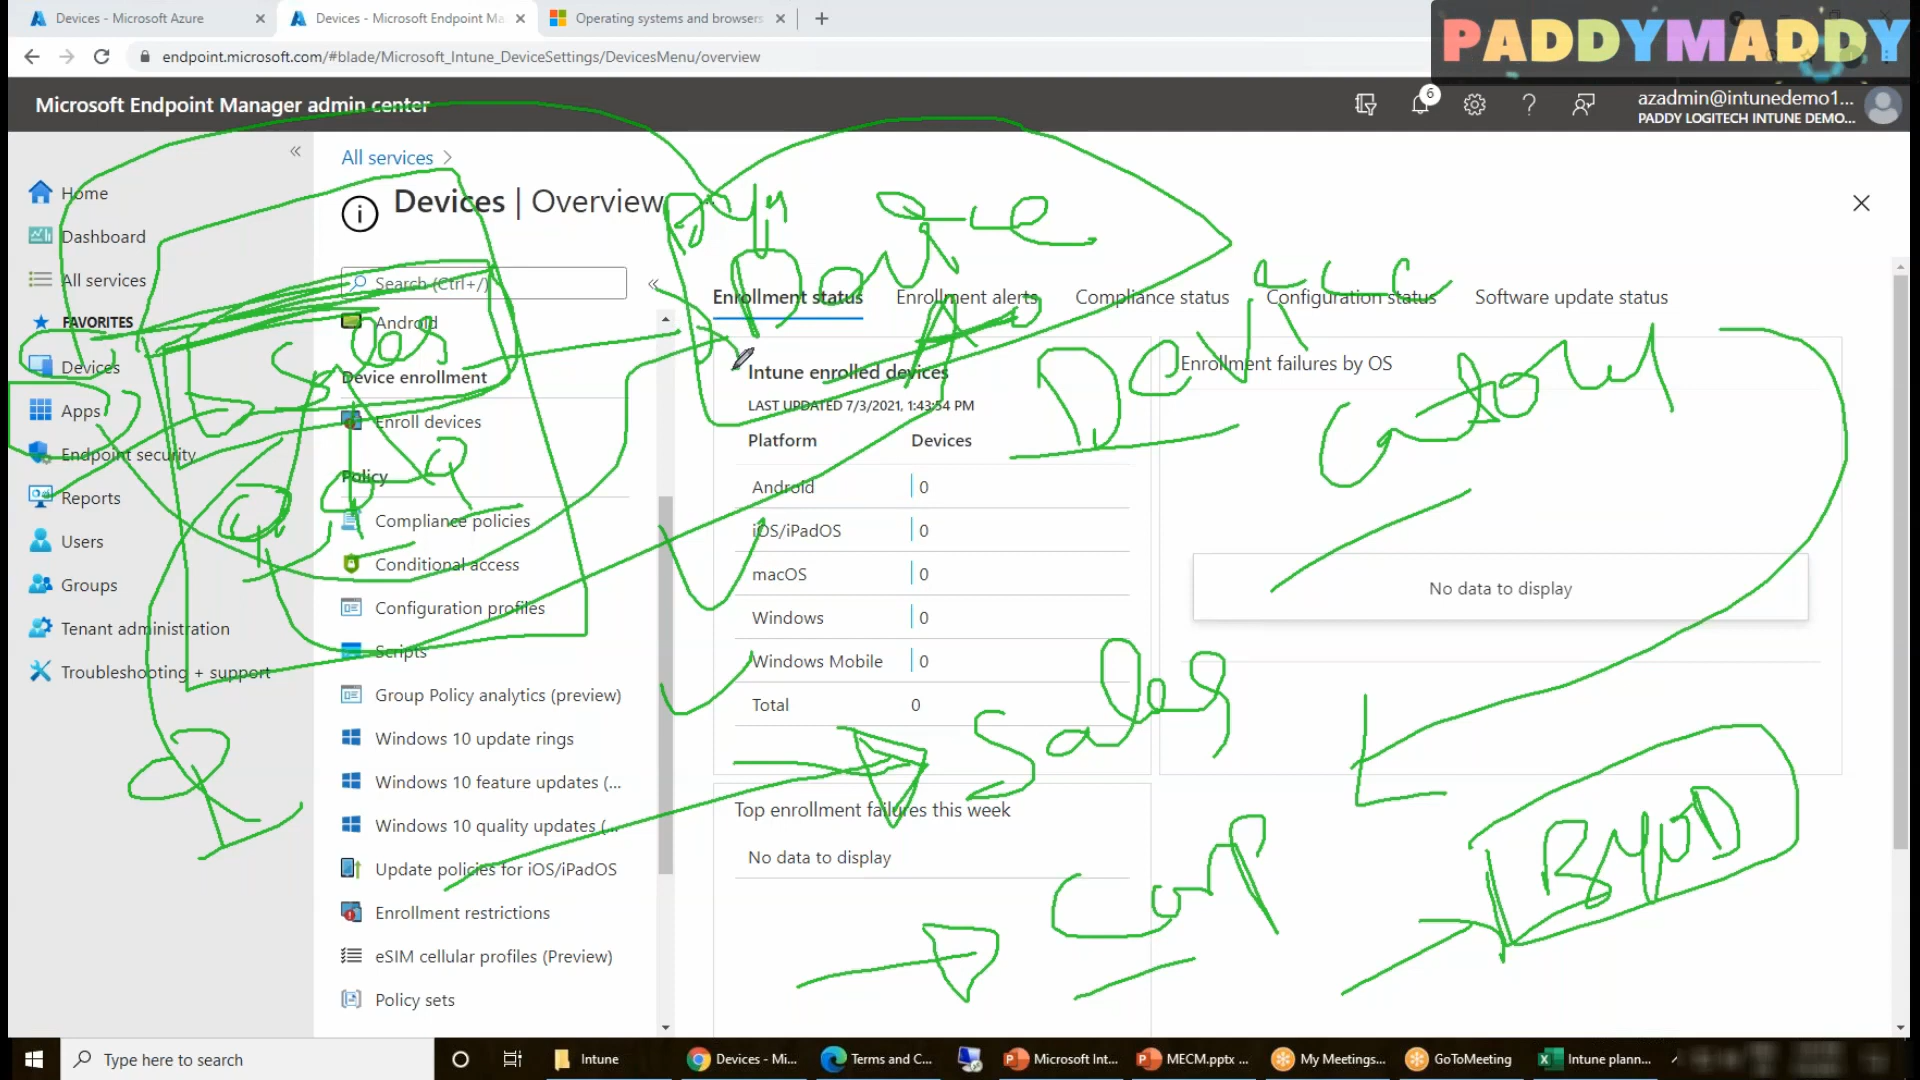 Devices - Microsoft Azure
Devices - Microsoft Endpoint Ma
Operating systems and browsers
PADDYMADDY
endpoint.microsoft.com/#blade/Microsoft_Intune_DeviceSettings/DevicesMenu/overview
Microsoft Endpoint Manager admin center
6
azadmin@intunedemo1...
PADDY LOGITECH INTUNE DEMO...
All services
Devices | Overview
Home
Dashboard
All services
FAVORITES
Devices
Apps
Endpoint security
Reports
Users
Groups
Tenant administration
Troubleshooting + support
Search (Ctrl+/)
Android
Device enrollment
Enroll devices
Policy
Compliance policies
Conditional access
Configuration profiles
Scripts
Group Policy analytics (preview)
Windows 10 update rings
Windows 10 feature updates (...
Windows 10 quality updates (...
Update policies for iOS/iPadOS
Enrollment restrictions
eSIM cellular profiles (Preview)
Policy sets
Enrollment status
Enrollment alerts
Compliance status
Configuration status
Software update status
Intune enrolled devices
LAST UPDATED 7/3/2021, 1:43:54 PM
Platform Devices
Android 0
iOS/iPadOS 0
macOS 0
Windows 0
Windows Mobile 0
Total 0
Enrollment failures by OS
No data to display
Top enrollment failures this week
No data to display
Sales
Device
Sales
Corp
BYOD
Type here to search
Intune
Devices - Mi...
Terms and C...
Microsoft Int...
MECM.pptx ...
My Meetings...
GoToMeeting
Intune plann...